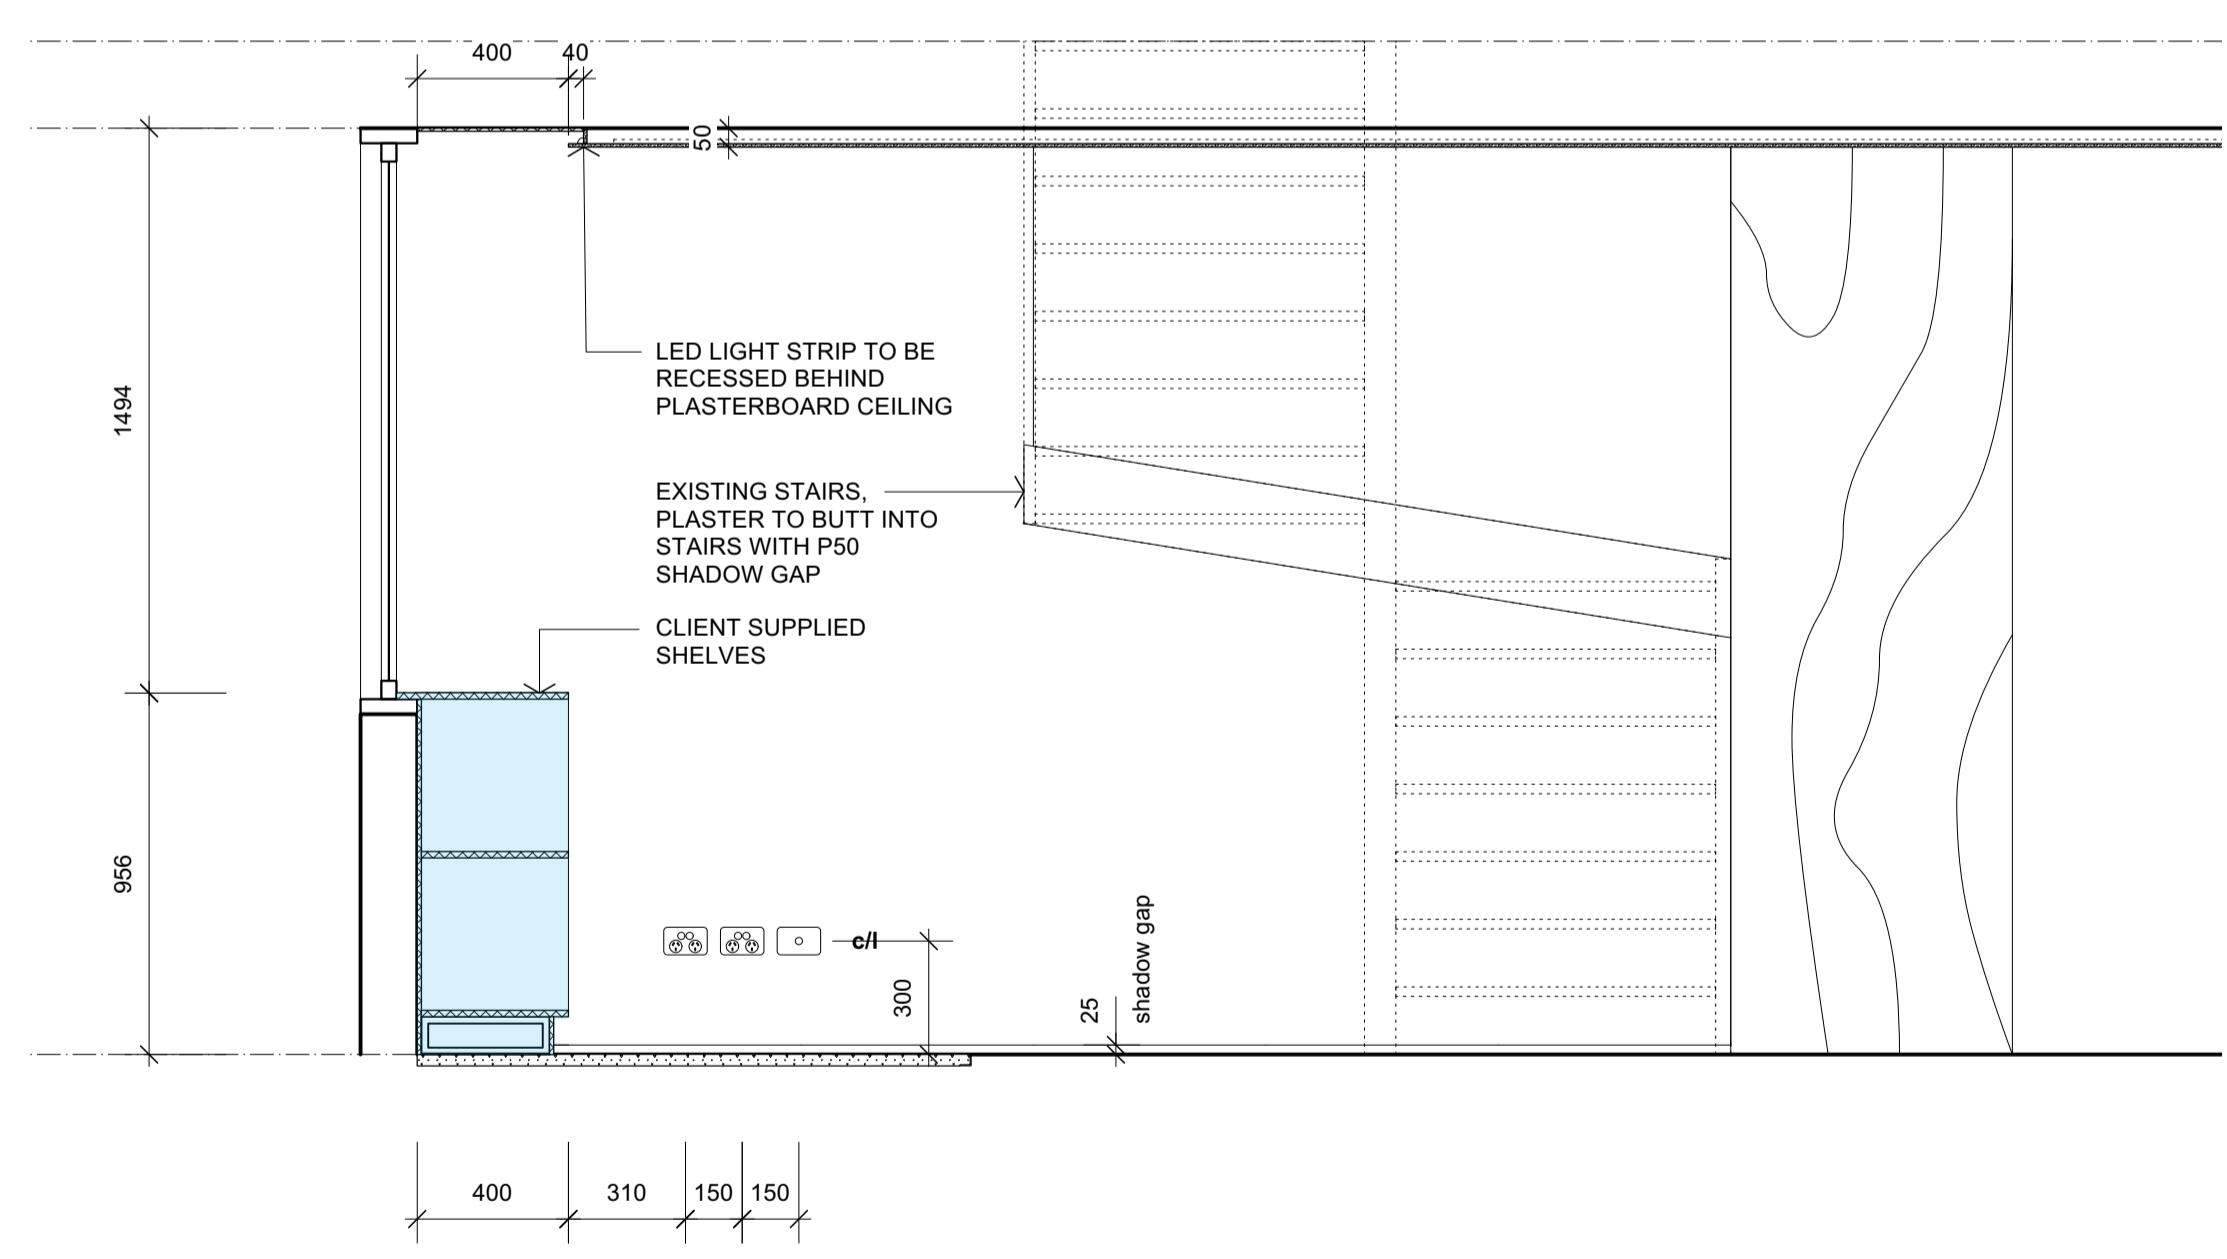 400
40
50
1494
LED LIGHT STRIP TO BE
RECESSED BEHIND
PLASTERBOARD CEILING
EXISTING STAIRS,
PLASTER TO BUTT INTO
STAIRS WITH P50
SHADOW GAP
CLIENT SUPPLIED
SHELVES
956
c/l
300
25
shadow gap
400
310
150
150